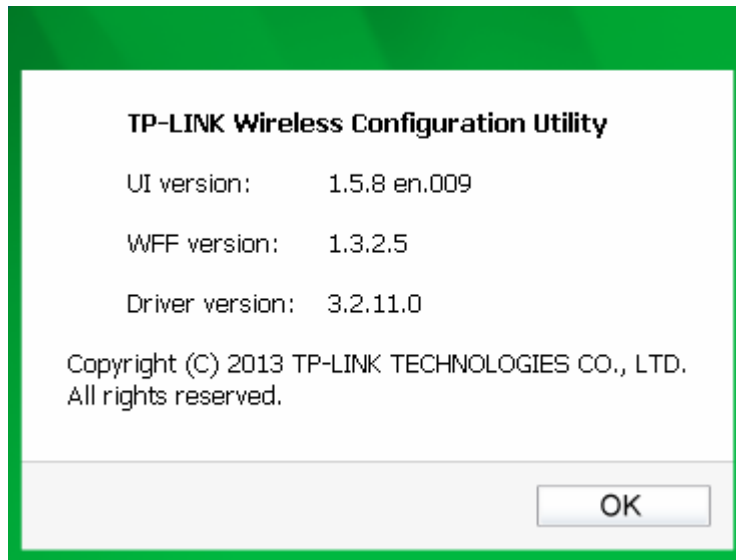 TP-LINK Wireless Configuration Utility
UI version: 1.5.8 en.009
WFF version: 1.3.2.5
Driver version: 3.2.11.0
Copyright (C) 2013 TP-LINK TECHNOLOGIES CO., LTD.
All rights reserved.
OK